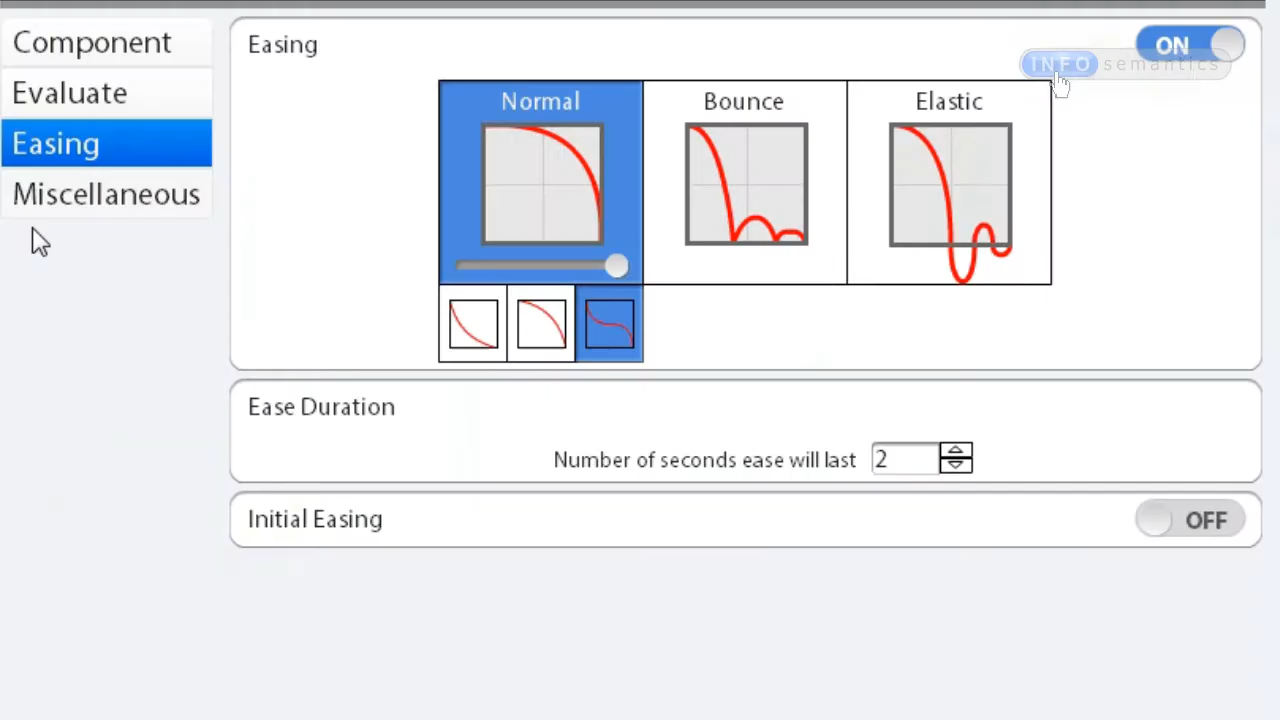 Component
Evaluate
Easing
Miscellaneous
Easing
ON
INFO semantics
Normal
Bounce
Elastic
Ease Duration
Number of seconds ease will last 2
Initial Easing
OFF